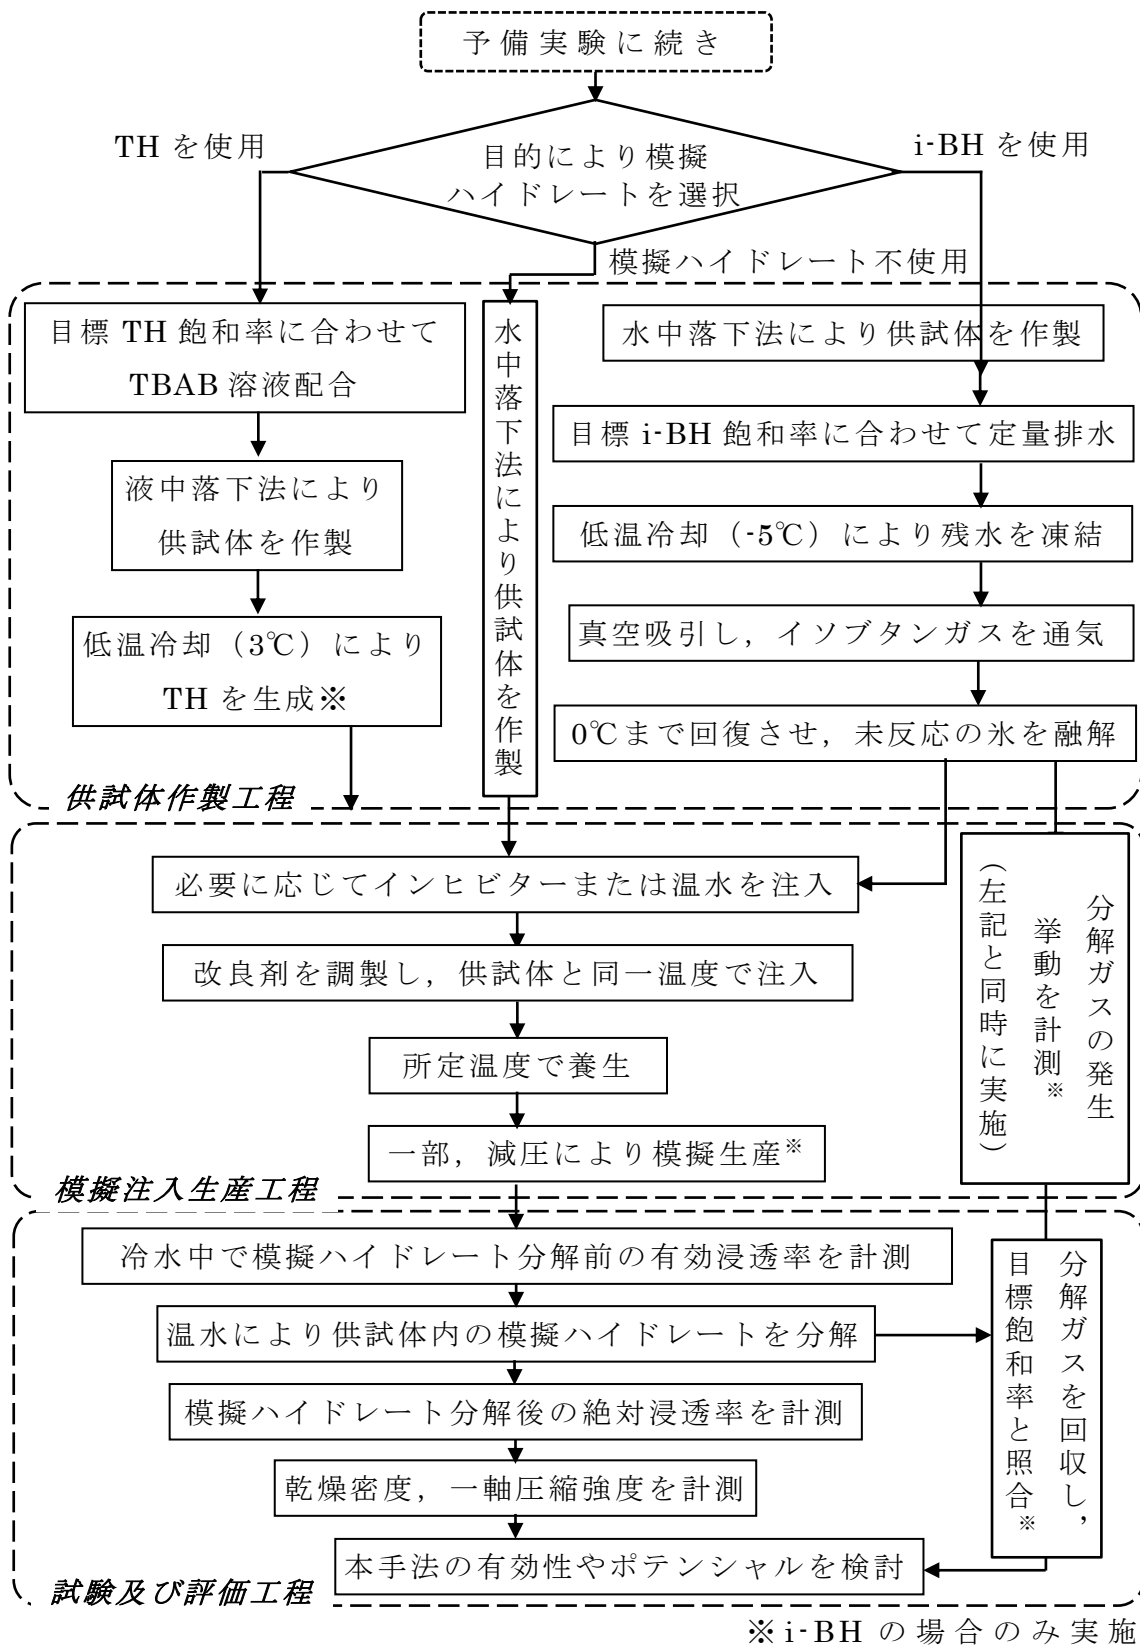 予備実験に続き
目的により模擬
ハイドレートを選択
THを使用
i-BHを使用
模擬ハイドレート不使用
目標TH飽和率に合わせて
TBAB溶液配合
液中落下法により
供試体を作製
低温冷却（3℃）により
THを生成※
水中落下法により供試体を作製
水中落下法により供試体を作製
目標i-BH飽和率に合わせて定量排水
低温冷却（-5℃）により残水を凍結
真空吸引し，イソブタンガスを通気
0℃まで回復させ，未反応の氷を融解
供試体作製工程
必要に応じてインヒビターまたは温水を注入
改良剤を調製し，供試体と同一温度で注入
所定温度で養生
一部，減圧により模擬生産※
分解ガスの発生
挙動を計測※
（左記と同時に実施）
模擬注入生産工程
冷水中で模擬ハイドレート分解前の有効浸透率を計測
温水により供試体内の模擬ハイドレートを分解
模擬ハイドレート分解後の絶対浸透率を計測
乾燥密度，一軸圧縮強度を計測
本手法の有効性やポテンシャルを検討
分解ガスを回収し，
目標飽和率と照合※
試験及び評価工程
※i-BHの場合のみ実施